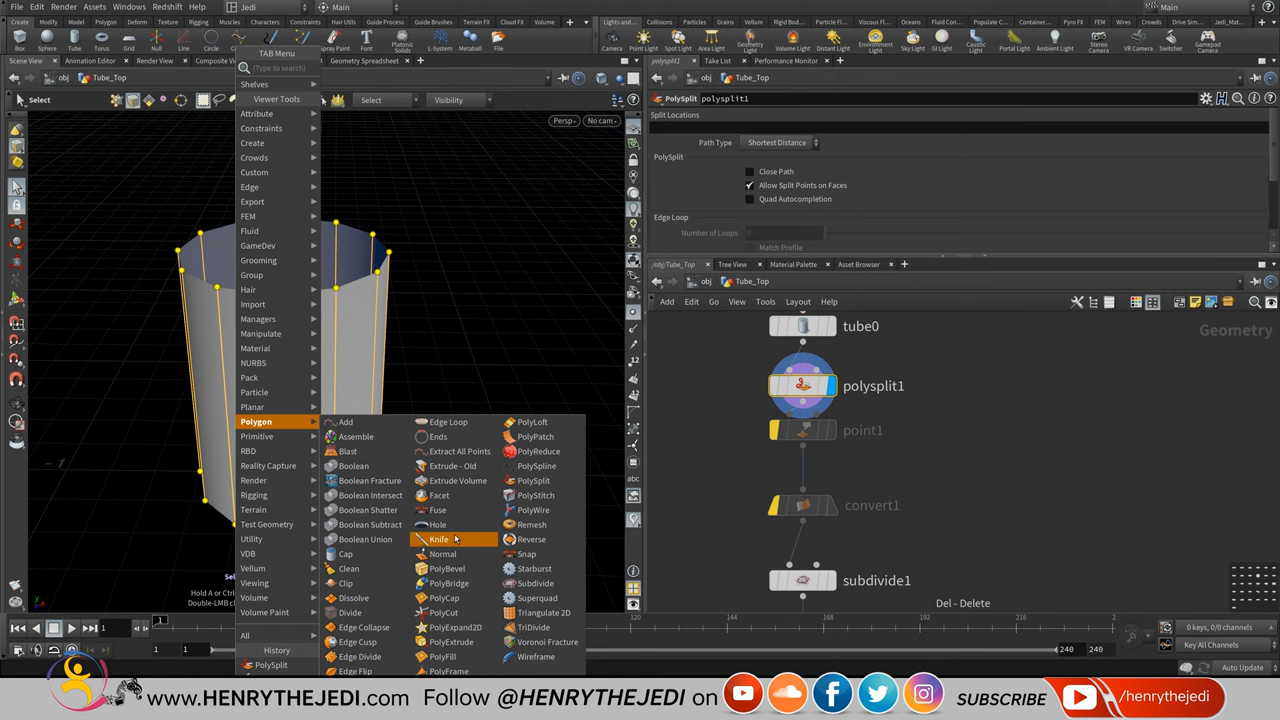 File Edit Render Assets Windows Redshift Help Jedi Main Main
Create Modify Model Polygon Deform Texture Rigging Muscles Characters Constraints Hair Utils Guide Process Guide Brushes Terrain FX Cloud FX Volume
Lights and... Collisions Particles Grains Vellum Rigid Bod... Particle Fl... Viscous Fl... Oceans Fluid Con... Populate C... Container... Pyro FX FEM Wires Crowds Drive Sim... Jedi_Mat...
Box Sphere Tube Torus Grid Null Line Circle Spray Paint Font Platonic Solids L-System Metaball File
Camera Point Light Spot Light Area Light Geometry Light Volume Light Distant Light Environment Light Sky Light GI Light Caustic Light Portal Light Ambient Light Stereo Camera VR Camera Switcher Gamepad Camera
Scene View Animation Editor Render View Composite View Geometry Spreadsheet
polysplit1 Take List Performance Monitor
obj Tube_Top
obj Tube_Top
Select Select Visibility
PolySplit polysplit1
Persp No cam
Split Locations
Path Type Shortest Distance
PolySplit
Close Path
Allow Split Points on Faces
Quad Autocompletion
Edge Loop
Number of Loops 0
Match Profile
TAB Menu
(Type to search)
Shelves
Viewer Tools
Attribute
Constraints
Create
Crowds
Custom
Edge
Export
FEM
Fluid
GameDev
Grooming
Group
Hair
Import
Managers
Manipulate
Material
NURBS
Pack
Particle
Planar
Polygon
Primitive
RBD
Reality Capture
Render
Rigging
Terrain
Test Geometry
Utility
VDB
Viewing
Volume
Volume Paint
All
History
PolySplit
Add
Assemble
Blast
Boolean
Boolean Fracture
Boolean Intersect
Boolean Shatter
Boolean Subtract
Boolean Union
Cap
Clean
Clip
Dissolve
Divide
Edge Collapse
Edge Cusp
Edge Divide
Edge Flip
Edge Loop
Ends
Extract All Points
Extrude - Old
Extrude Volume
Facet
Fuse
Hole
Knife
Normal
PolyBevel
PolyBridge
PolyCap
PolyCut
PolyExpand2D
PolyExtrude
PolyFill
PolyFrame
PolyLoft
PolyPatch
PolyReduce
PolySpline
PolySplit
PolyStitch
PolyWire
Remesh
Reverse
Snap
Starburst
Subdivide
Superquad
Triangulate 2D
TriDivide
Voronoi Fracture
Wireframe
/obj/Tube_Top Tree View Material Palette Asset Browser
obj Tube_Top
Add Edit Go View Tools Layout Help
Geometry
tube0
polysplit1
point1
convert1
subdivide1
Del - Delete
1 1 120 144 168 192 216 2
0 keys, 0/0 channels
1 1 240 240 Key All Channels
Auto Update
www.HENRYTHEJEDI.com Follow @HENRYTHEJEDI on SUBSCRIBE /henrythejedi